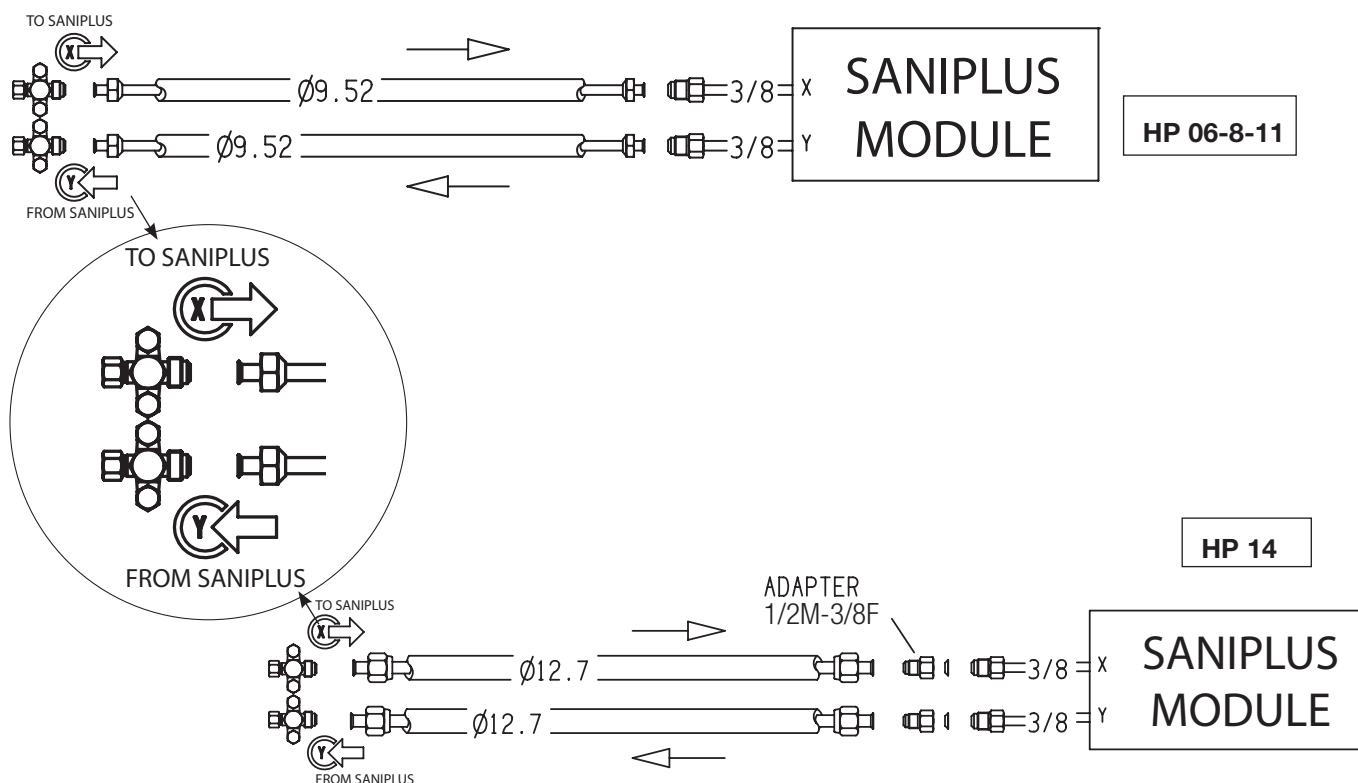 TO SANIPLUS
X
Ø9.52
3/8
X
Ø9.52
3/8
Y
SANIPLUS
MODULE
HP 06-8-11
Y
FROM SANIPLUS
TO SANIPLUS
X
Y
FROM SANIPLUS
HP 14
TO SANIPLUS
X
ADAPTER
1/2M-3/8F
Ø12.7
3/8
X
Ø12.7
3/8
Y
SANIPLUS
MODULE
Y
FROM SANIPLUS